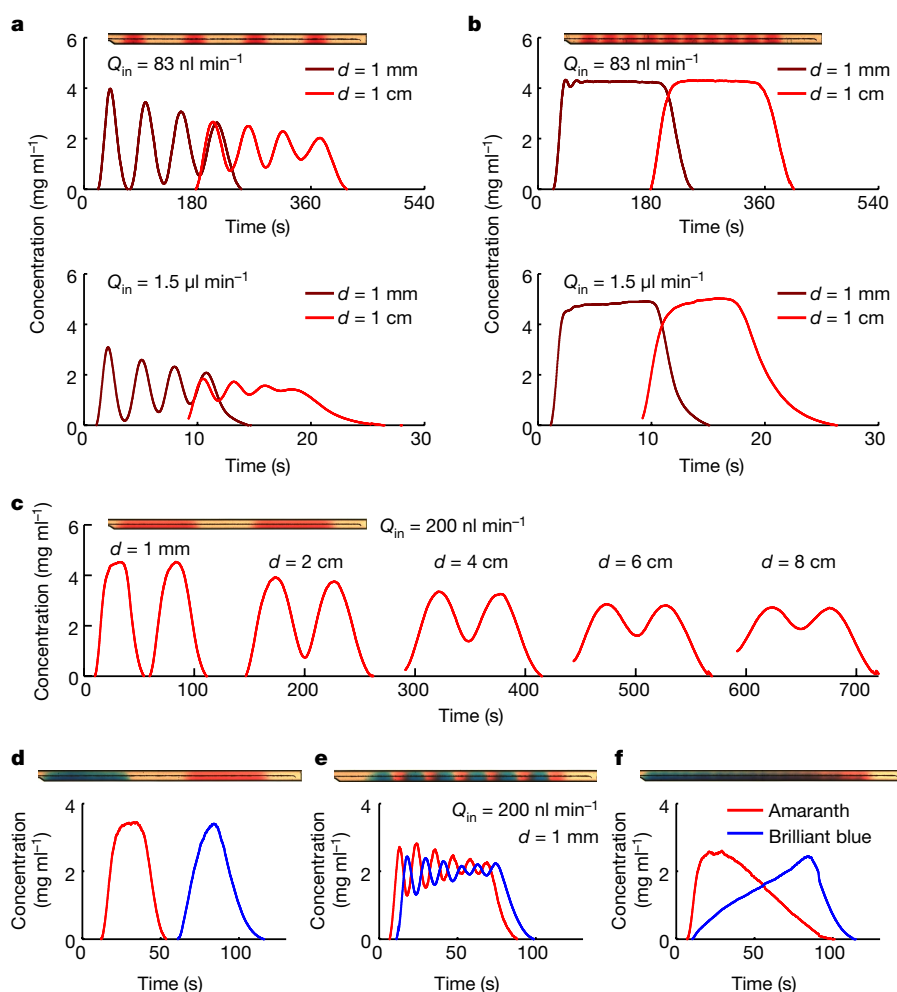 a
6
4
2
0
Q_in = 83 nl min⁻¹
d = 1 mm
d = 1 cm
0 180 360 540
Time (s)
Concentration (mg ml⁻¹)
6
4
2
0
Q_in = 1.5 µl min⁻¹
d = 1 mm
d = 1 cm
0 10 20 30
Time (s)
b
6
4
2
0
Q_in = 83 nl min⁻¹
d = 1 mm
d = 1 cm
0 180 360 540
Time (s)
Concentration (mg ml⁻¹)
6
4
2
0
Q_in = 1.5 µl min⁻¹
d = 1 mm
d = 1 cm
0 10 20 30
Time (s)
c
6
4
2
0
Concentration (mg ml⁻¹)
Q_in = 200 nl min⁻¹
d = 1 mm
d = 2 cm
d = 4 cm
d = 6 cm
d = 8 cm
0 100 200 300 400 500 600 700
Time (s)
d
4
2
0
Concentration
(mg ml⁻¹)
0 50 100
Time (s)
e
4
2
0
Concentration
(mg ml⁻¹)
Q_in = 200 nl min⁻¹
d = 1 mm
0 50 100
Time (s)
f
4
2
0
Concentration
(mg ml⁻¹)
Amaranth
Brilliant blue
0 50 100
Time (s)